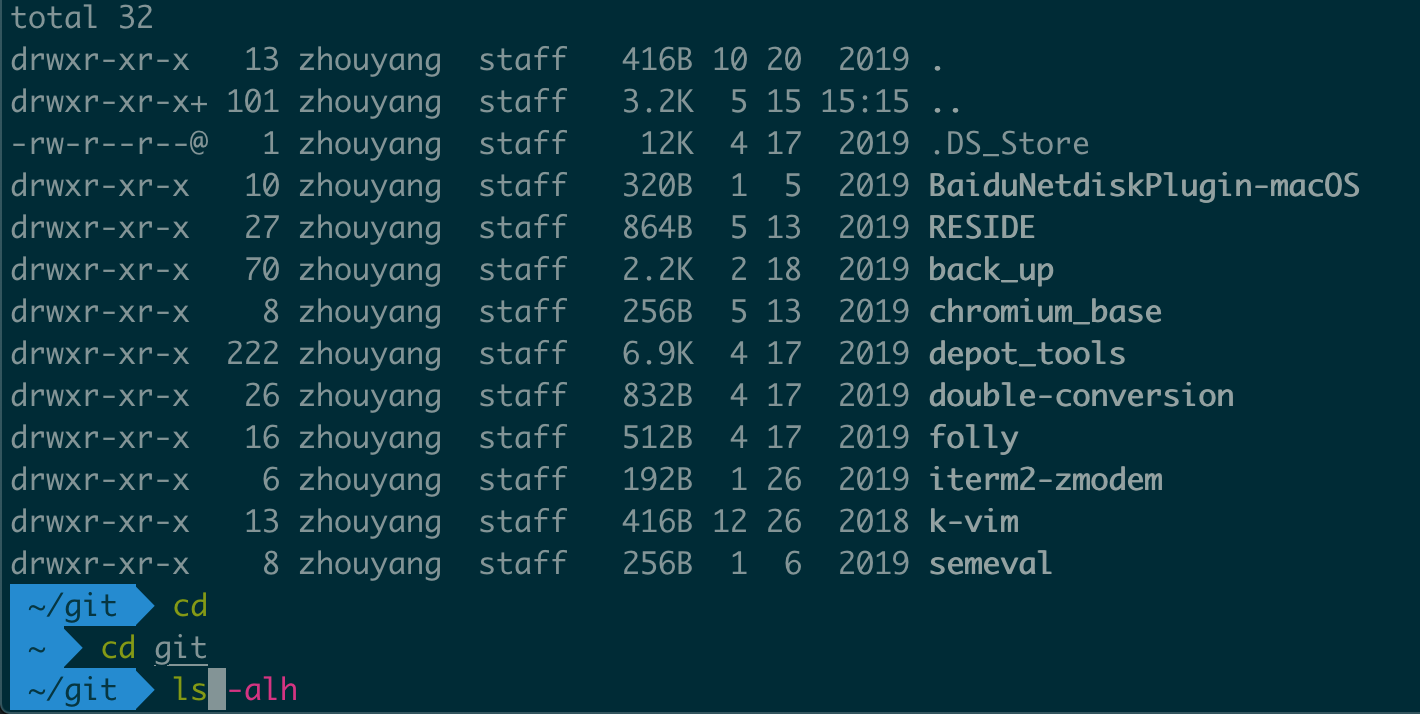 total 32
drwxr-xr-x   13 zhouyang  staff   416B 10 20  2019 .
drwxr-xr-x+ 101 zhouyang  staff   3.2K  5 15 15:15 ..
-rw-r--r--@   1 zhouyang  staff    12K  4 17  2019 .DS_Store
drwxr-xr-x   10 zhouyang  staff   320B  1  5  2019 BaiduNetdiskPlugin-macOS
drwxr-xr-x   27 zhouyang  staff   864B  5 13  2019 RESIDE
drwxr-xr-x   70 zhouyang  staff   2.2K  2 18  2019 back_up
drwxr-xr-x    8 zhouyang  staff   256B  5 13  2019 chromium_base
drwxr-xr-x  222 zhouyang  staff   6.9K  4 17  2019 depot_tools
drwxr-xr-x   26 zhouyang  staff   832B  4 17  2019 double-conversion
drwxr-xr-x   16 zhouyang  staff   512B  4 17  2019 folly
drwxr-xr-x    6 zhouyang  staff   192B  1 26  2019 iterm2-zmodem
drwxr-xr-x   13 zhouyang  staff   416B 12 26  2018 k-vim
drwxr-xr-x    8 zhouyang  staff   256B  1  6  2019 semeval
~/git cd
~ cd git
~/git ls -alh